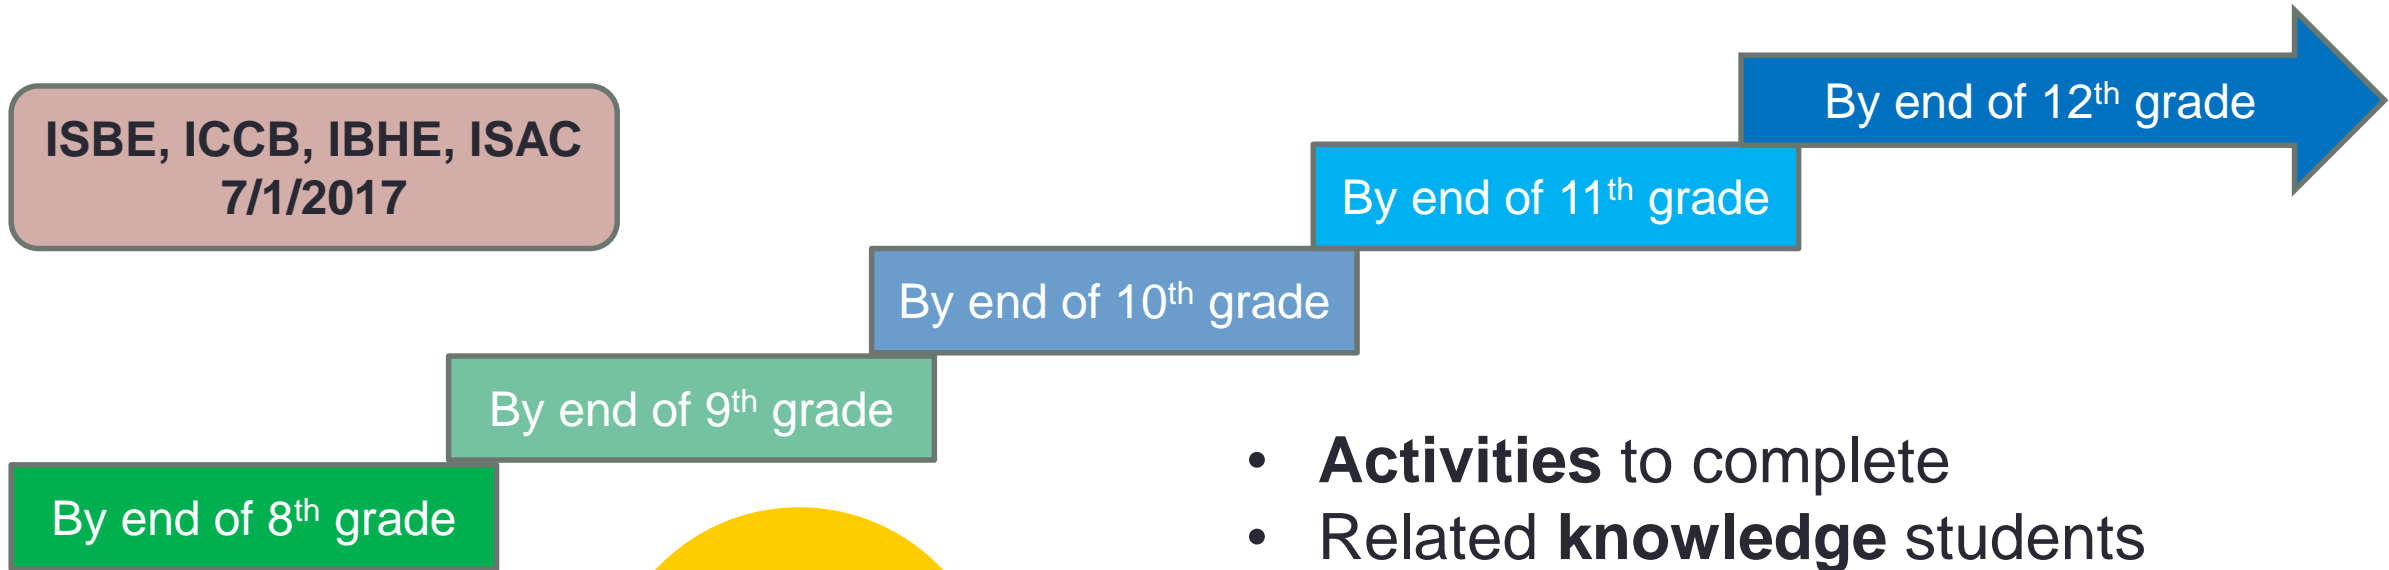 By end of 12th grade
ISBE, ICCB, IBHE, ISAC
7/1/2017
By end of 11th grade
By end of 10th grade
By end of 9th grade
By end of 8th grade
• Activities to complete
• Related knowledge students